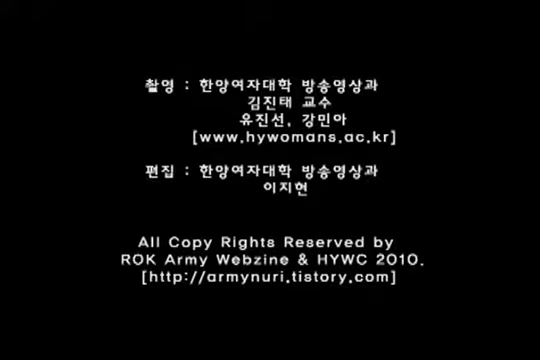 촬영 : 한양여자대학 방송영상과
김진태 교수
유진선, 강민아
[www.hywomans.ac.kr]
편집 : 한양여자대학 방송영상과
이지현
All Copy Rights Reserved by
ROK Army Webzine & HYWC 2010.
[http://armynuri.tistory.com]